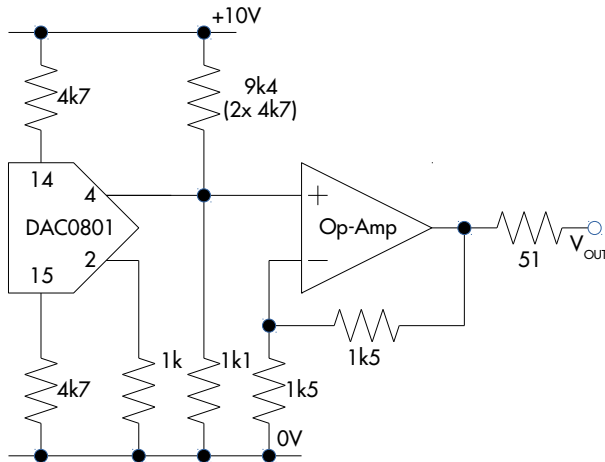 +10V
4k7
9k4
(2x 4k7)
14
4
+
DAC0801
Op-Amp
2
−
15
51
VOUT
1k5
4k7
1k
1k1
1k5
0V